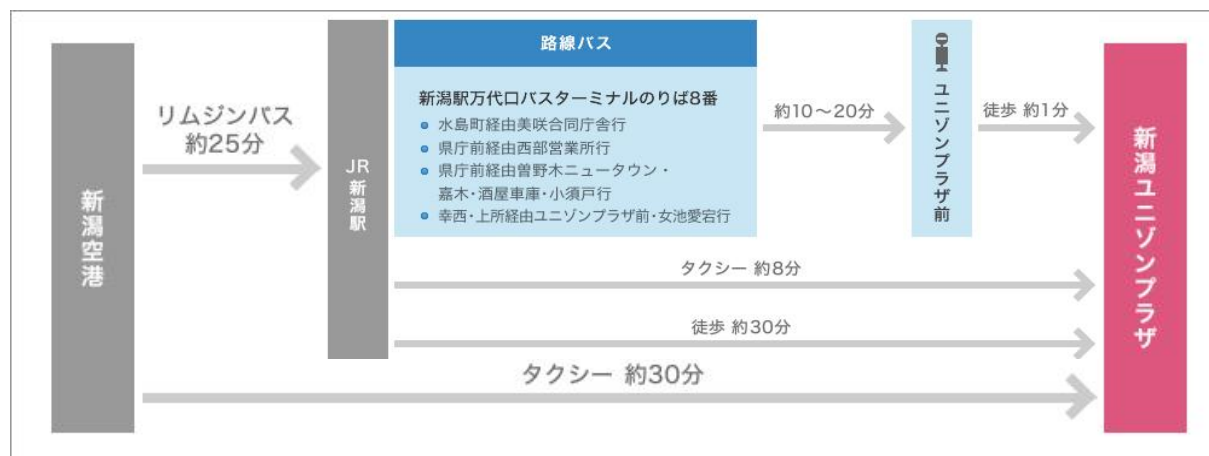 新潟空港
リムジンバス
約25分
JR新潟駅
路線バス
新潟駅万代口バスターミナルのりば8番
水島町経由美咲合同庁舎行
県庁前経由西部営業所行
県庁前経由曽野木ニュータウン・
嘉木・酒屋車庫・小須戸行
幸西・上所経由ユニゾンプラザ前・女池愛宕行
約10～20分
ユニゾンプラザ前
徒歩 約1分
タクシー 約8分
徒歩 約30分
タクシー 約30分
新潟ユニゾンプラザ